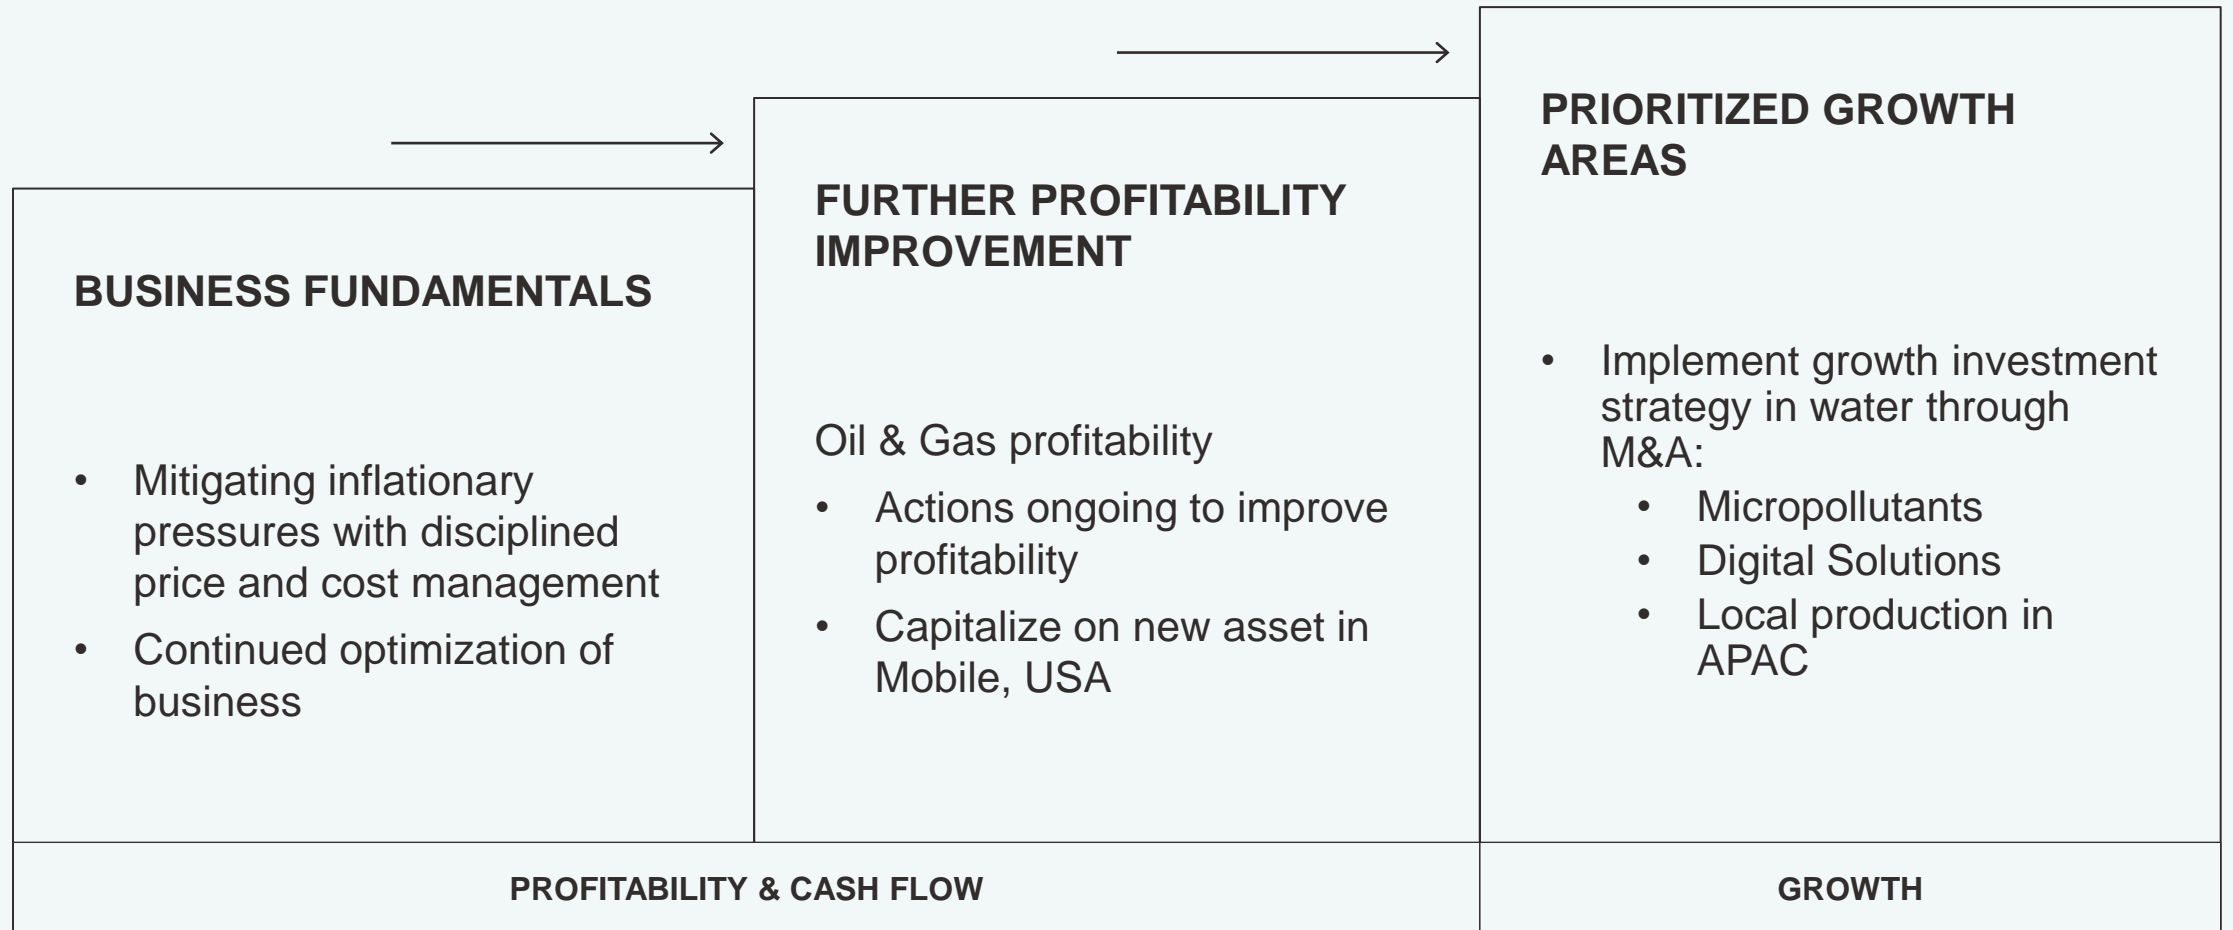 BUSINESS FUNDAMENTALS
• Mitigating inflationary
pressures with disciplined
price and cost management
• Continued optimization of
business
FURTHER PROFITABILITY
IMPROVEMENT
Oil & Gas profitability
• Actions ongoing to improve
profitability
• Capitalize on new asset in
Mobile, USA
PRIORITIZED GROWTH
AREAS
• Implement growth investment
strategy in water through
M&A:
• Micropollutants
• Digital Solutions
• Local production in
APAC
PROFITABILITY & CASH FLOW
GROWTH